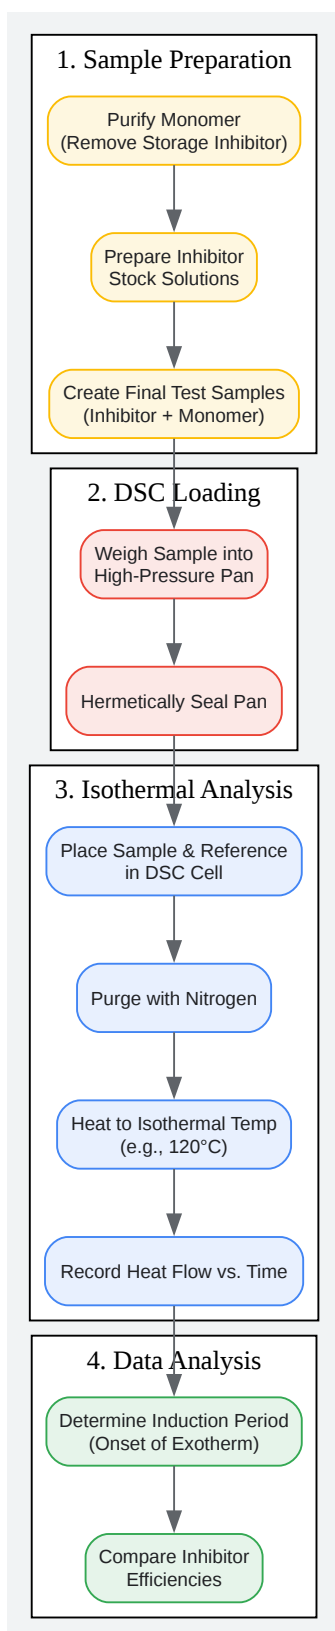 1. Sample Preparation
Purify Monomer
(Remove Storage Inhibitor)
Prepare Inhibitor
Stock Solutions
Create Final Test Samples
(Inhibitor + Monomer)
2. DSC Loading
Weigh Sample into
High-Pressure Pan
Hermetically Seal Pan
3. Isothermal Analysis
Place Sample & Reference
in DSC Cell
Purge with Nitrogen
Heat to Isothermal Temp
(e.g., 120°C)
Record Heat Flow vs. Time
4. Data Analysis
Determine Induction Period
(Onset of Exotherm)
Compare Inhibitor
Efficiencies